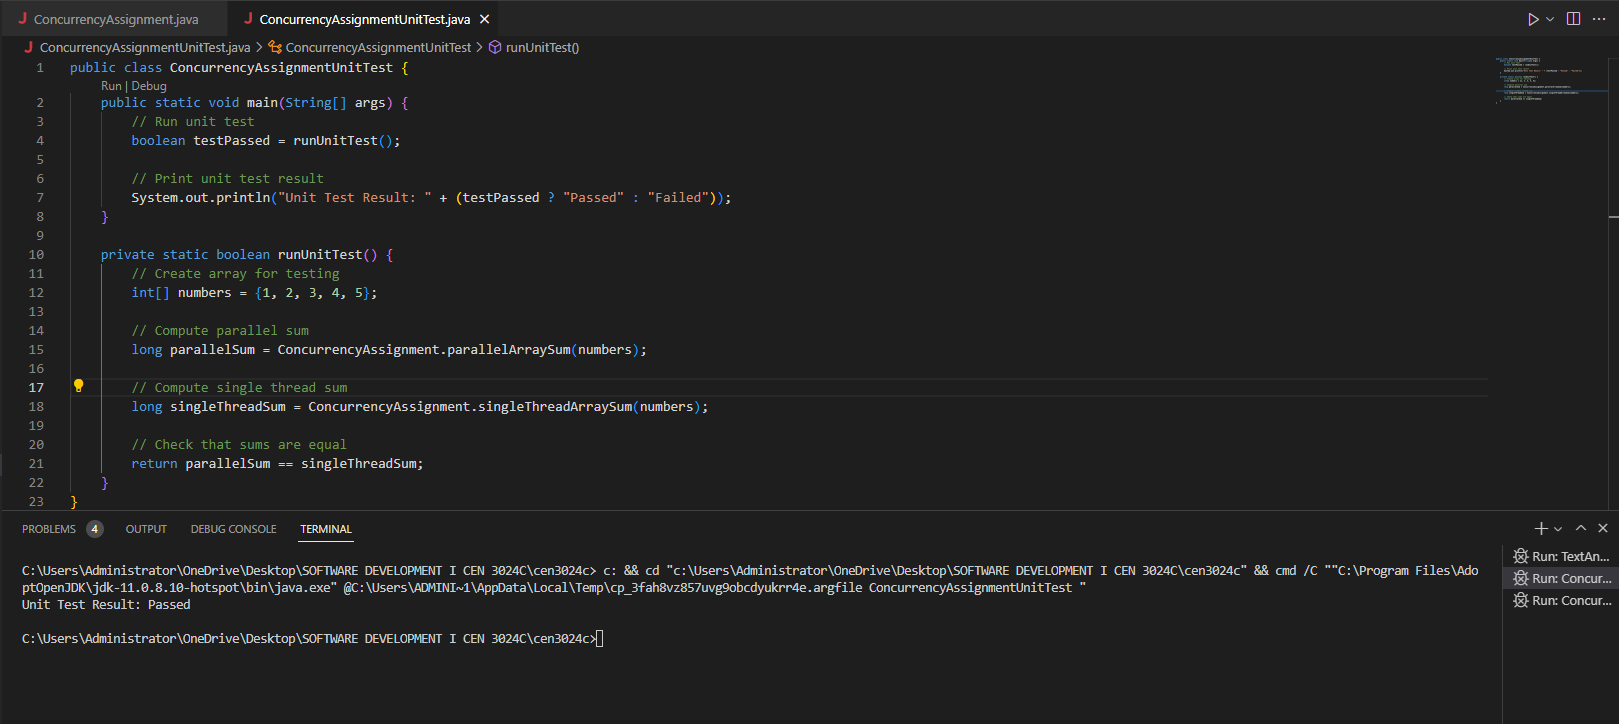 J ConcurrencyAssignment.java J ConcurrencyAssignmentUnitTest.java
J ConcurrencyAssignmentUnitTest.java > ConcurrencyAssignmentUnitTest > runUnitTest()
1 public class ConcurrencyAssignmentUnitTest {
Run | Debug
2 public static void main(String[] args) {
3 // Run unit test
4 boolean testPassed = runUnitTest();
5
6 // Print unit test result
7 System.out.println("Unit Test Result: " + (testPassed ? "Passed" : "Failed"));
8 }
9
10 private static boolean runUnitTest() {
11 // Create array for testing
12 int[] numbers = {1, 2, 3, 4, 5};
13
14 // Compute parallel sum
15 long parallelSum = ConcurrencyAssignment.parallelArraySum(numbers);
16
17 // Compute single thread sum
18 long singleThreadSum = ConcurrencyAssignment.singleThreadArraySum(numbers);
19
20 // Check that sums are equal
21 return parallelSum == singleThreadSum;
22 }
23 }
PROBLEMS 4 OUTPUT DEBUG CONSOLE TERMINAL
C:\Users\Administrator\OneDrive\Desktop\SOFTWARE DEVELOPMENT I CEN 3024C\cen3024c> c: && cd "c:\Users\Administrator\OneDrive\Desktop\SOFTWARE DEVELOPMENT I CEN 3024C\cen3024c" && cmd /C ""C:\Program Files\Ado
ptOpenJDK\jdk-11.0.8.10-hotspot\bin\java.exe" @C:\Users\ADMINI~1\AppData\Local\Temp\cp_3fah8vz857uvg9obcdyukrr4e.argfile ConcurrencyAssignmentUnitTest "
Unit Test Result: Passed
C:\Users\Administrator\OneDrive\Desktop\SOFTWARE DEVELOPMENT I CEN 3024C\cen3024c>
Run: TextAn...
Run: Concur...
Run: Concur...